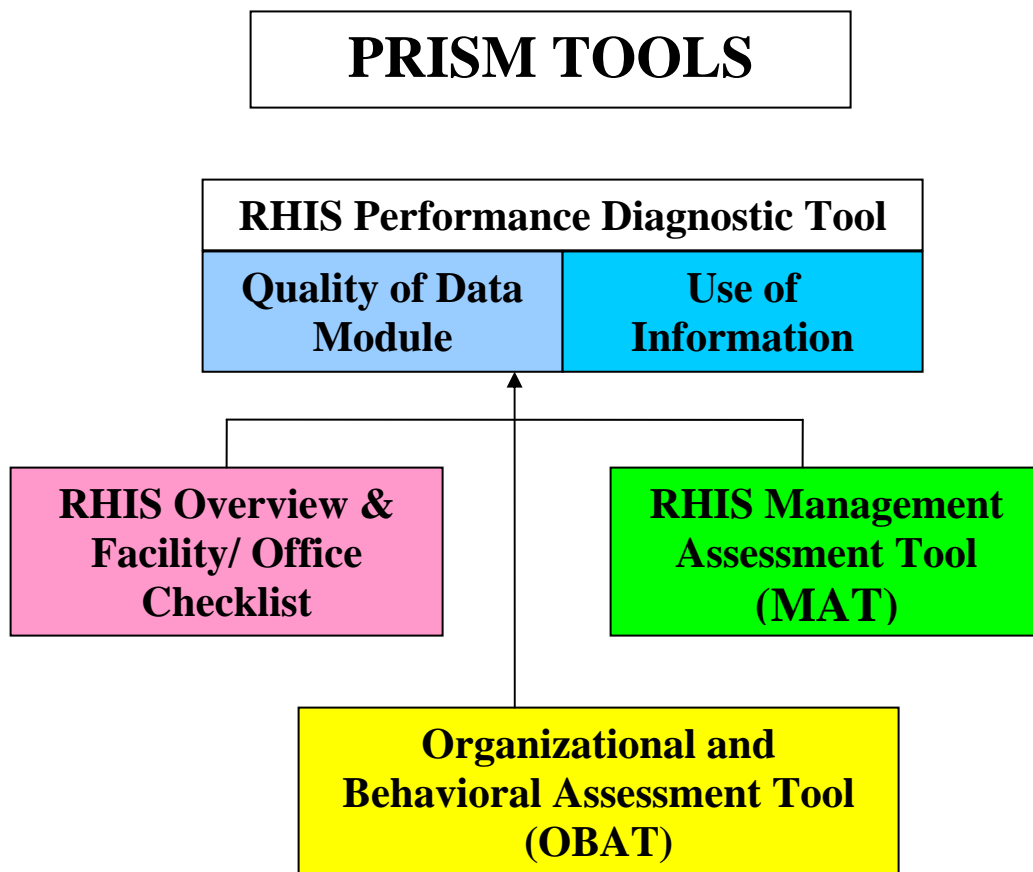 PRISM TOOLS
RHIS Performance Diagnostic Tool
Quality of Data
Module
Use of
Information
RHIS Overview &
Facility/ Office
Checklist
RHIS Management
Assessment Tool
(MAT)
Organizational and
Behavioral Assessment Tool
(OBAT)